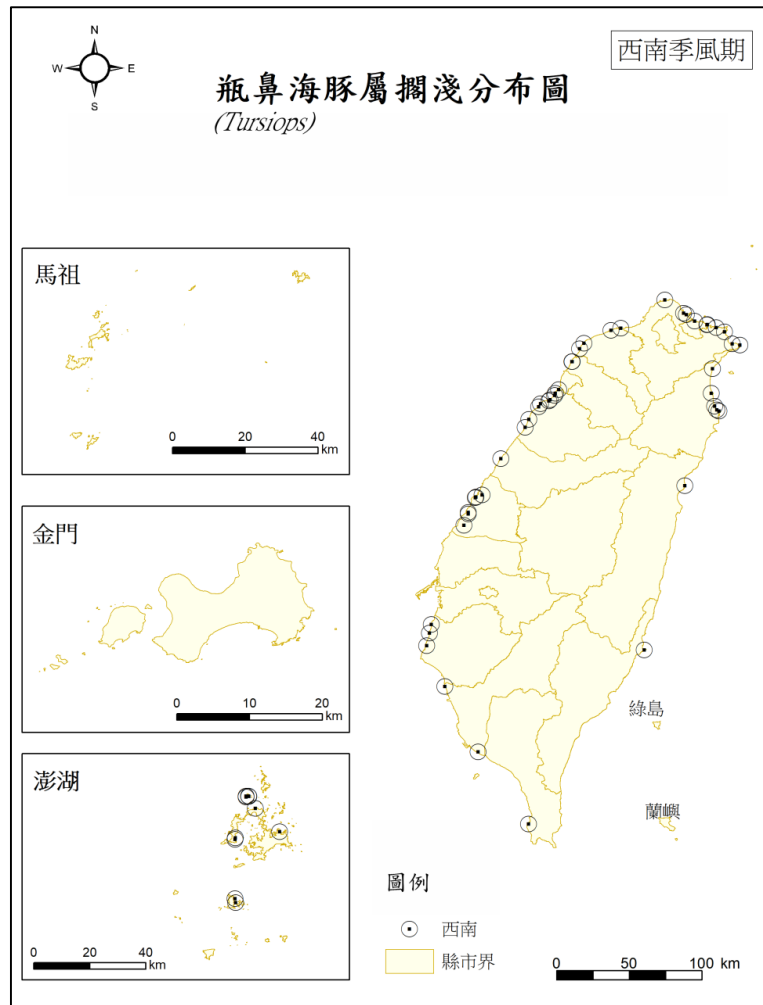 N
W E
S
西南季風期
瓶鼻海豚屬擱淺分布圖
(Tursiops)
馬祖
0 20 40
km
金門
0 10 20
km
澎湖
0 20 40
km
綠島
蘭嶼
圖例
西南
縣市界
0 50 100
km